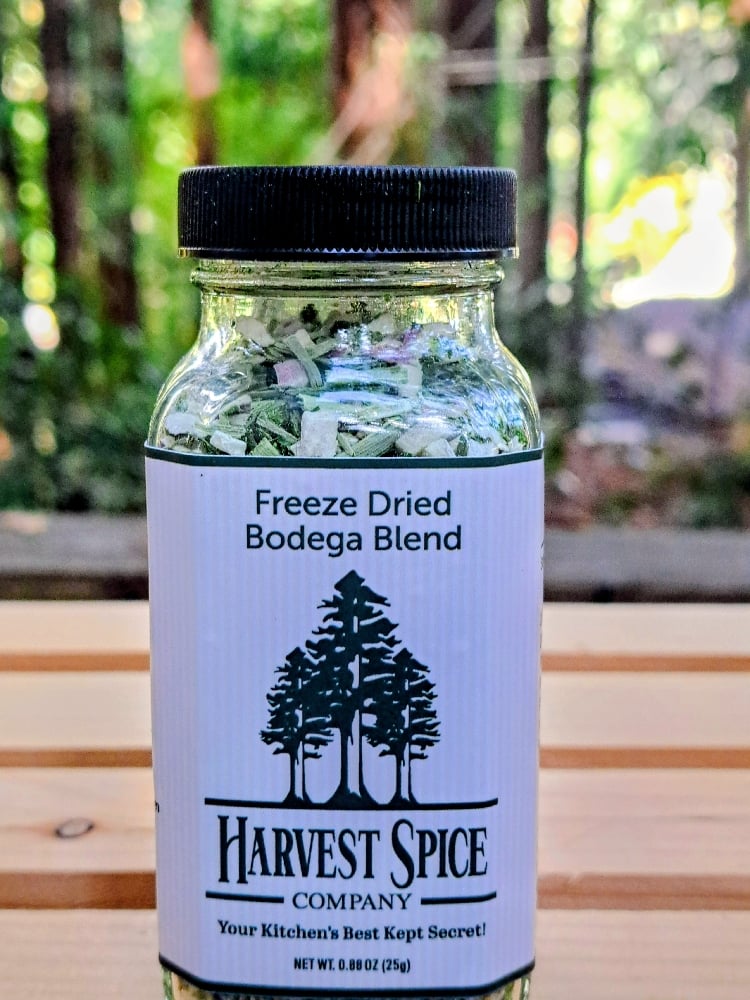 Freeze Dried
Bodega Blend
HARVEST SPICE
COMPANY
Your Kitchen's Best Kept Secret!
NET WT. 0.88 OZ (25g)